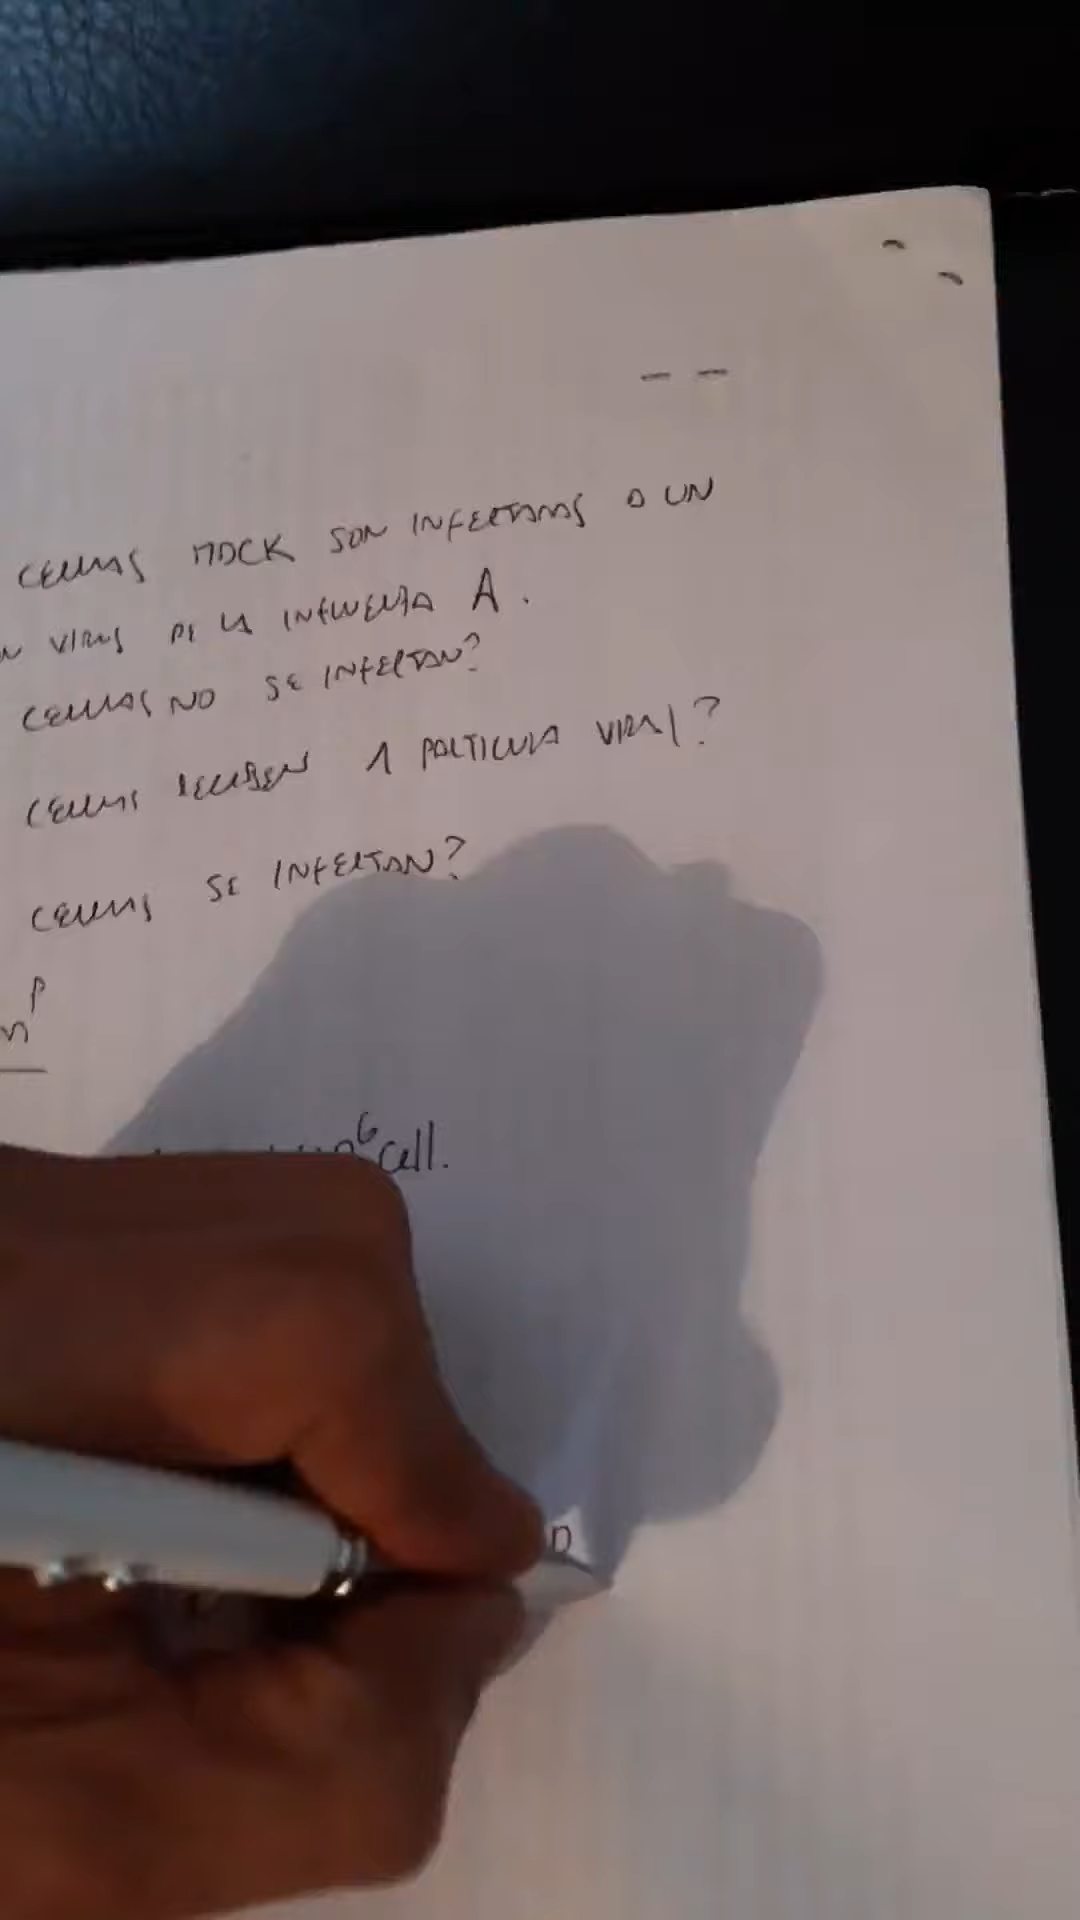 CELULAS MDCK SON INFECTADAS A UN
VIRUS DE LA INFLUENZA A.
CELULAS NO SE INFECTAN?
CELULAS RECIBEN 1 PARTICULA VIRAL?
CELULAS SE INFECTAN?
6 cell.